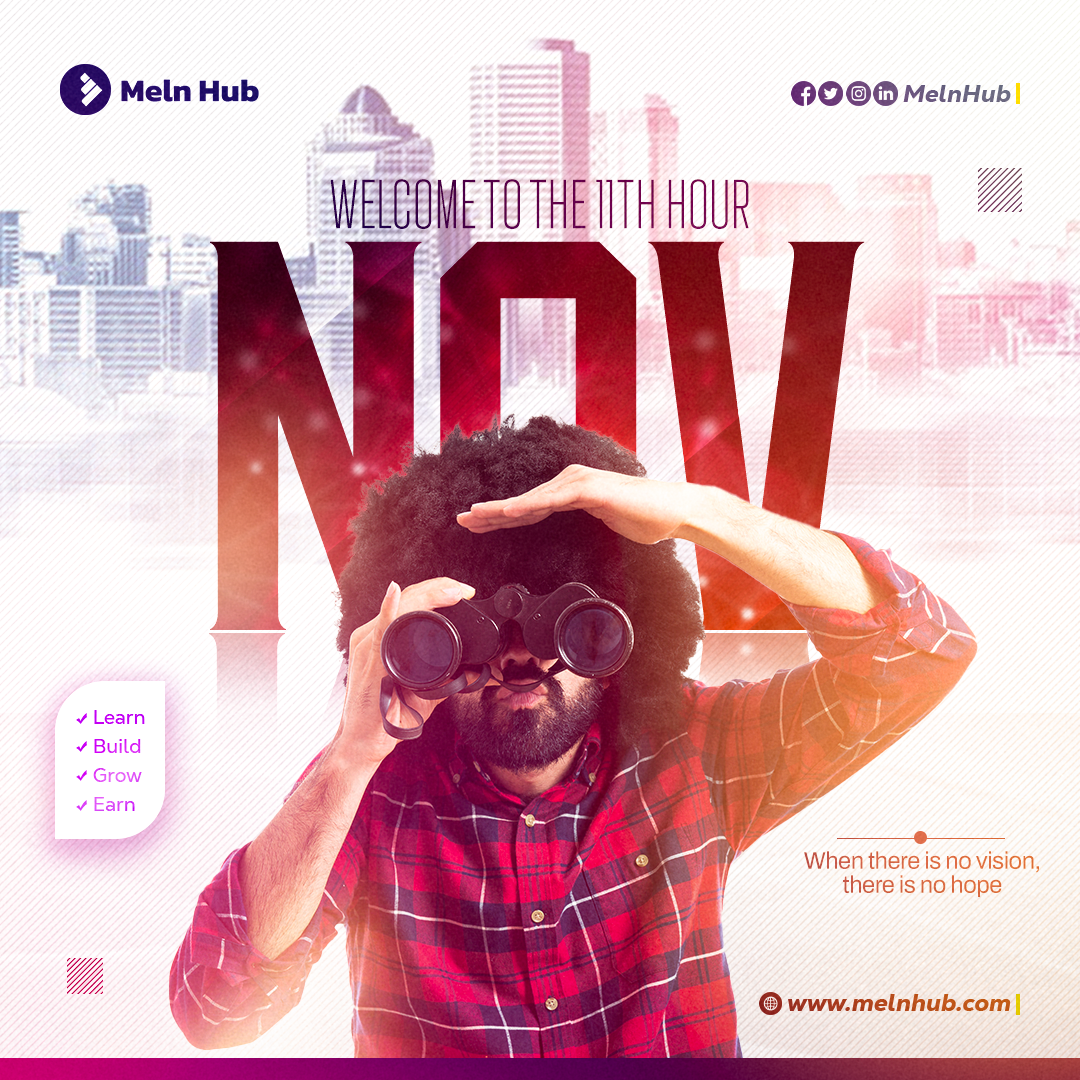 Meln Hub
MelnHub
WELCOME TO THE 11TH HOUR
NOV
Learn
Build
Grow
Earn
When there is no vision,
there is no hope
www.melnhub.com